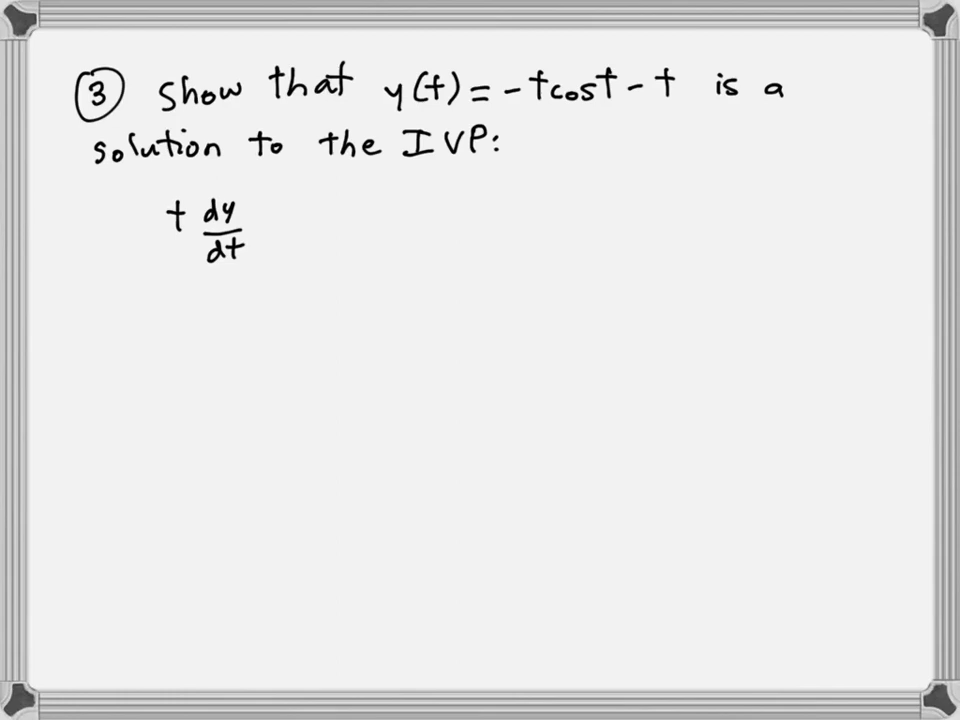 ③ Show that y(t) = -tcost - t is a
solution to the IVP:
t dy/dt